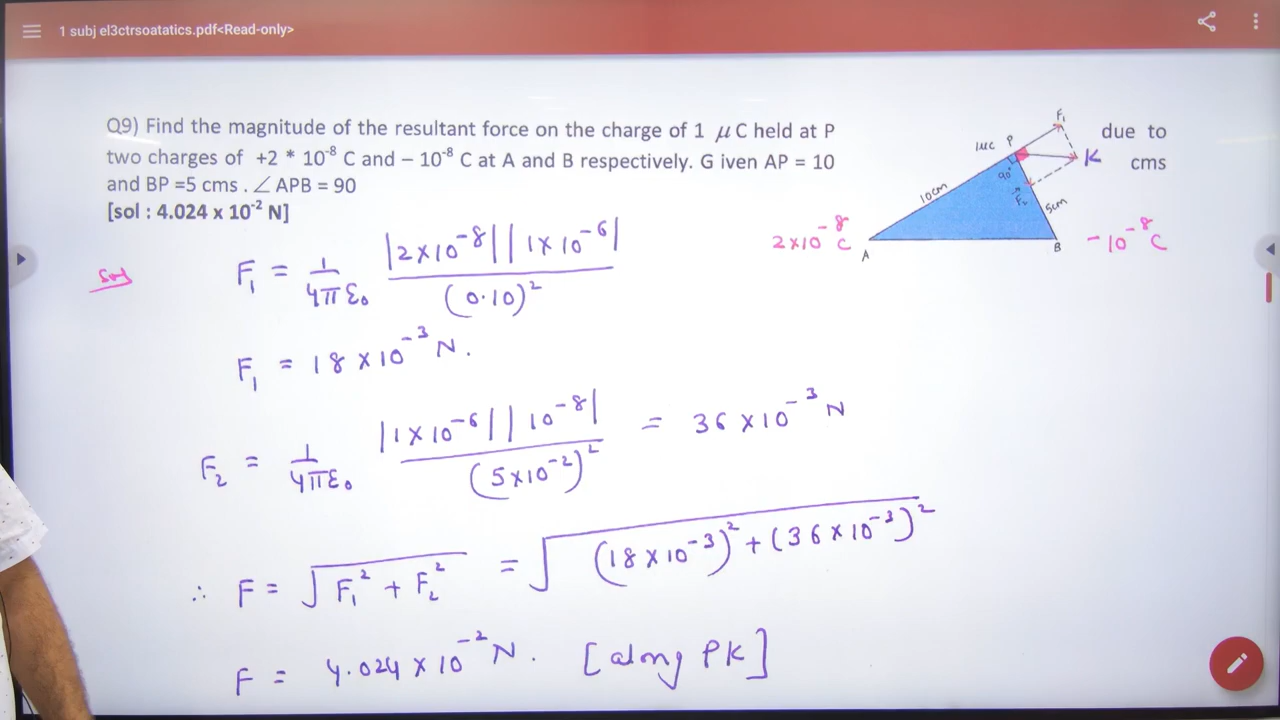 1 subj el3ctrsoatatics.pdf<Read-only>
Q9) Find the magnitude of the resultant force on the charge of 1 μC held at P due to
two charges of +2 * 10⁻⁸ C and – 10⁻⁸ C at A and B respectively. G iven AP = 10 cms
and BP =5 cms . ∠ APB = 90
[sol : 4.024 x 10⁻² N]
F₁
1μC P
K
90°
F₂
10cm
5cm
2×10⁻⁸ C
A
B
-10⁻⁸ C
Sol
F₁ = 1/4πε₀ |2×10⁻⁸||1×10⁻⁶| / (0.10)²
F₁ = 18×10⁻³ N.
F₂ = 1/4πε₀ |1×10⁻⁶||10⁻⁸| / (5×10⁻²)² = 36×10⁻³ N
∴ F = √(F₁² + F₂²) = √((18×10⁻³)² + (36×10⁻³)²)
F = 4.024×10⁻² N. [along PK]